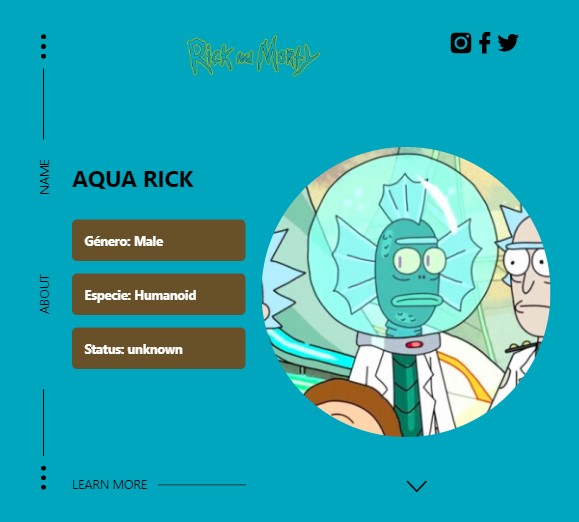 Rick and Morty
NAME
AQUA RICK
Género: Male
Especie: Humanoid
ABOUT
Status: unknown
LEARN MORE